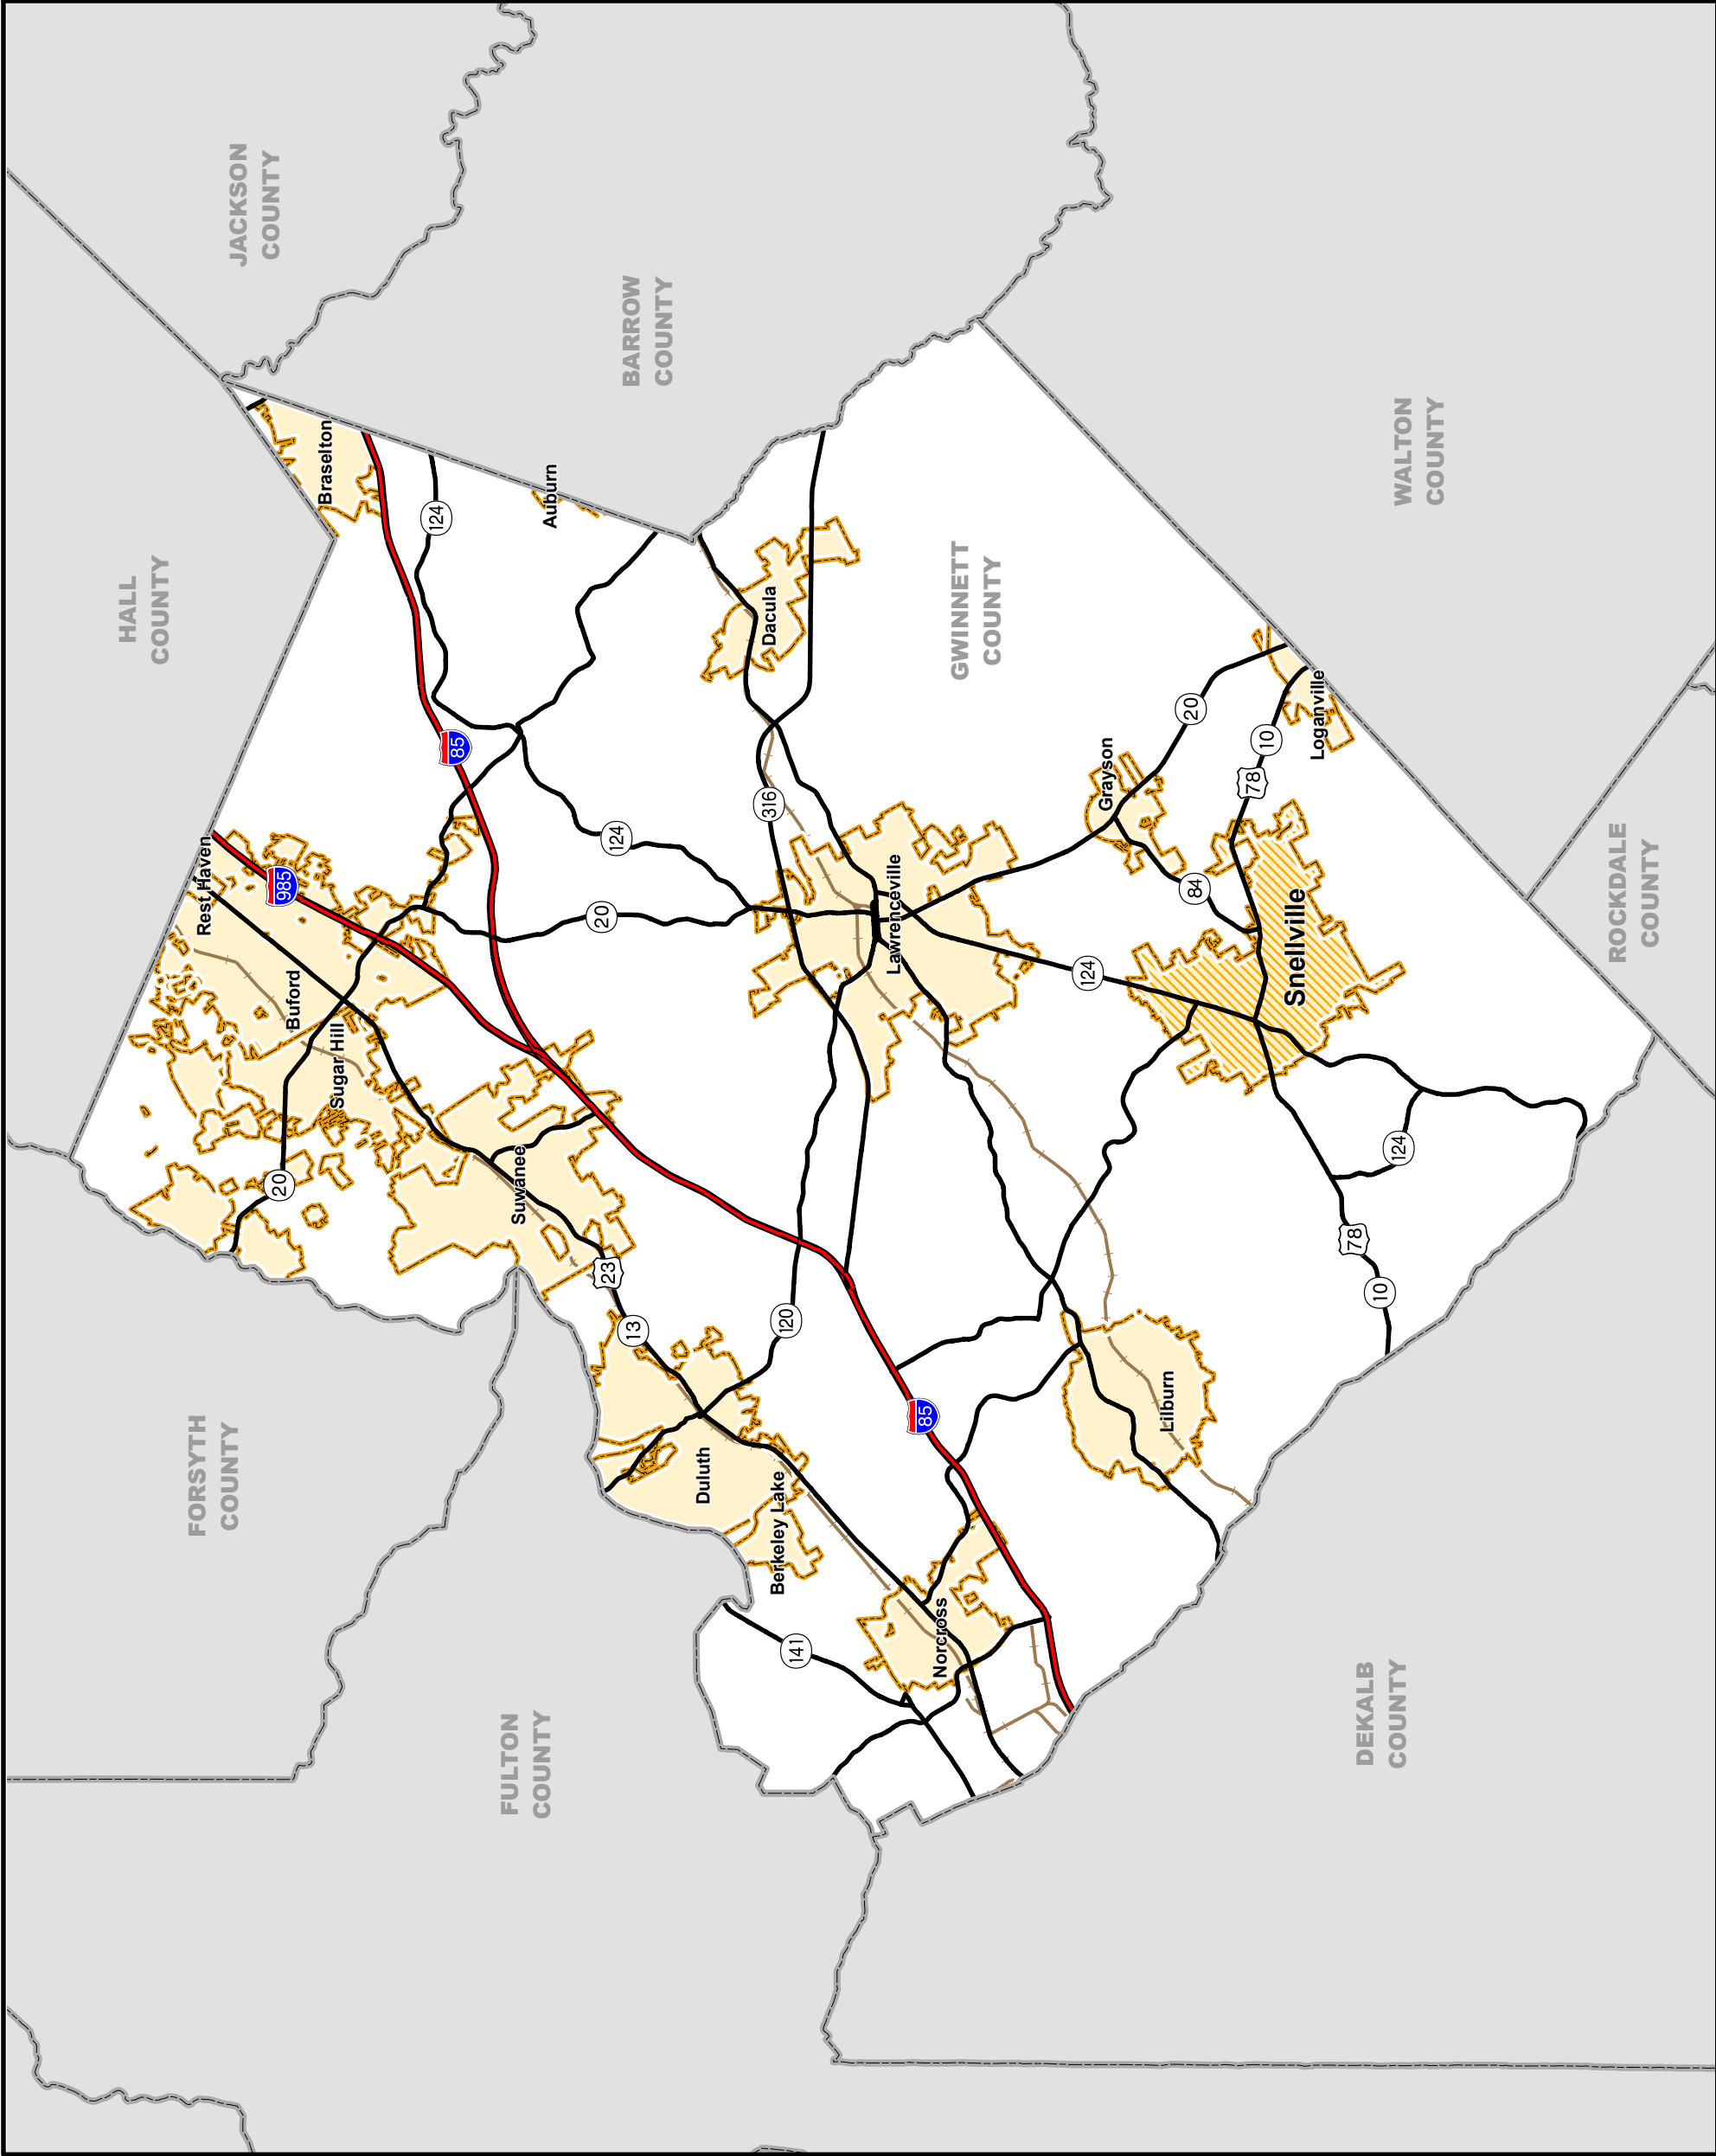 JACKSON
COUNTY
HALL
COUNTY
BARROW
COUNTY
FORSYTH
COUNTY
FULTON
COUNTY
GWINNETT
COUNTY
WALTON
COUNTY
ROCKDALE
COUNTY
DEKALB
COUNTY
Braselton
Auburn
Rest Haven
Buford
Sugar Hill
Suwanee
Dacula
Duluth
Berkeley Lake
Norcross
Lawrenceville
Grayson
Loganville
Snellville
Lilburn
124
85
985
20
124
316
20
20
23
13
120
141
85
20
10
78
84
124
124
78
10